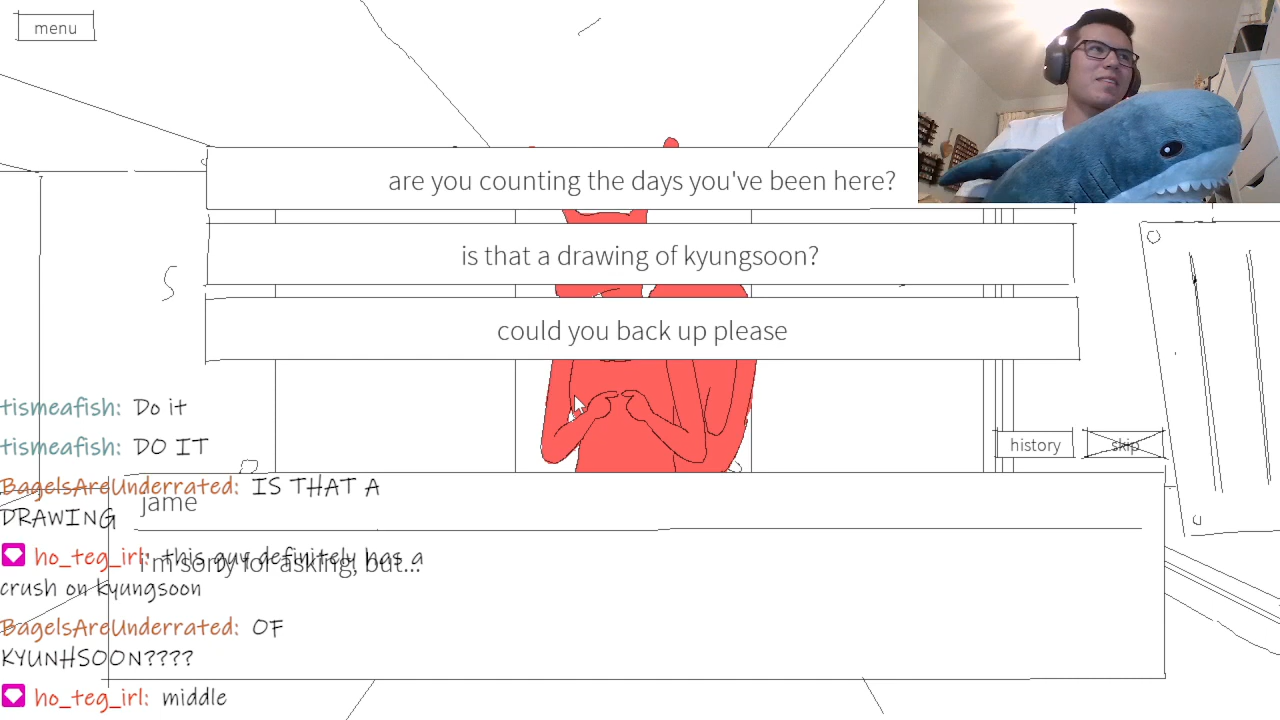 menu
are you counting the days you've been here?
is that a drawing of kyungsoon?
could you back up please
history
skip
jame
i'm sorry for asking, but...
tismeafish: Do it
tismeafish: DO IT
BagelsAreUnderrated: IS THAT A
DRAWING
ho_teg_irl: this guy definitely has a
crush on kyungsoon
BagelsAreUnderrated: OF
KYUNHSOON????
ho_teg_irl: middle